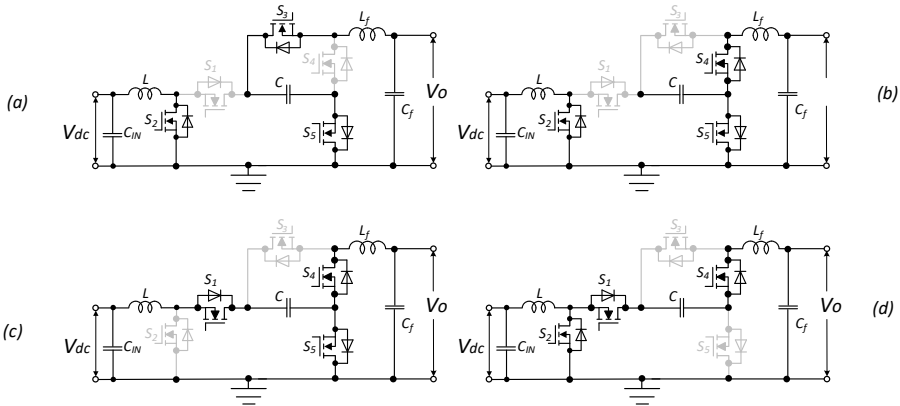 S3
Lf
S1
S4
L
C
(a)
S2
Vdc
CIN
S5
Cf
Vo
S3
Lf
S1
S4
L
C
(b)
S2
Vdc
CIN
S5
Cf
Vo
S3
Lf
S1
S4
L
C
(c)
S2
Vdc
CIN
S5
Cf
Vo
S3
Lf
S1
S4
L
C
(d)
S2
Vdc
CIN
S5
Cf
Vo